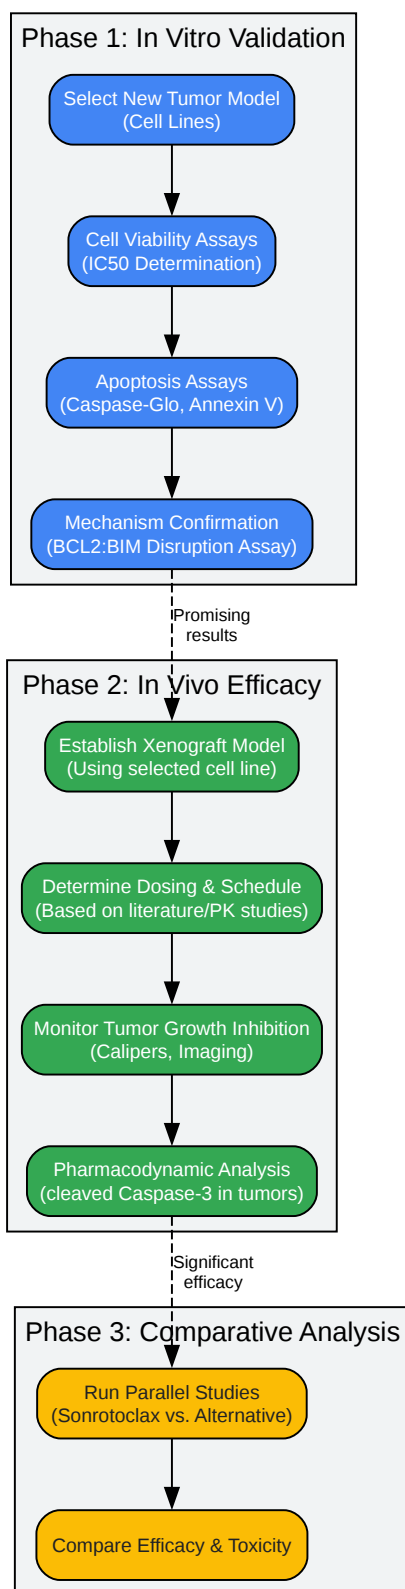 Phase 1: In Vitro Validation
Select New Tumor Model
(Cell Lines)
Cell Viability Assays
(IC50 Determination)
Apoptosis Assays
(Caspase-Glo, Annexin V)
Mechanism Confirmation
(BCL2:BIM Disruption Assay)
Promising
results
Phase 2: In Vivo Efficacy
Establish Xenograft Model
(Using selected cell line)
Determine Dosing & Schedule
(Based on literature/PK studies)
Monitor Tumor Growth Inhibition
(Calipers, Imaging)
Pharmacodynamic Analysis
(cleaved Caspase-3 in tumors)
Significant
efficacy
Phase 3: Comparative Analysis
Run Parallel Studies
(Sonrotoclax vs. Alternative)
Compare Efficacy & Toxicity